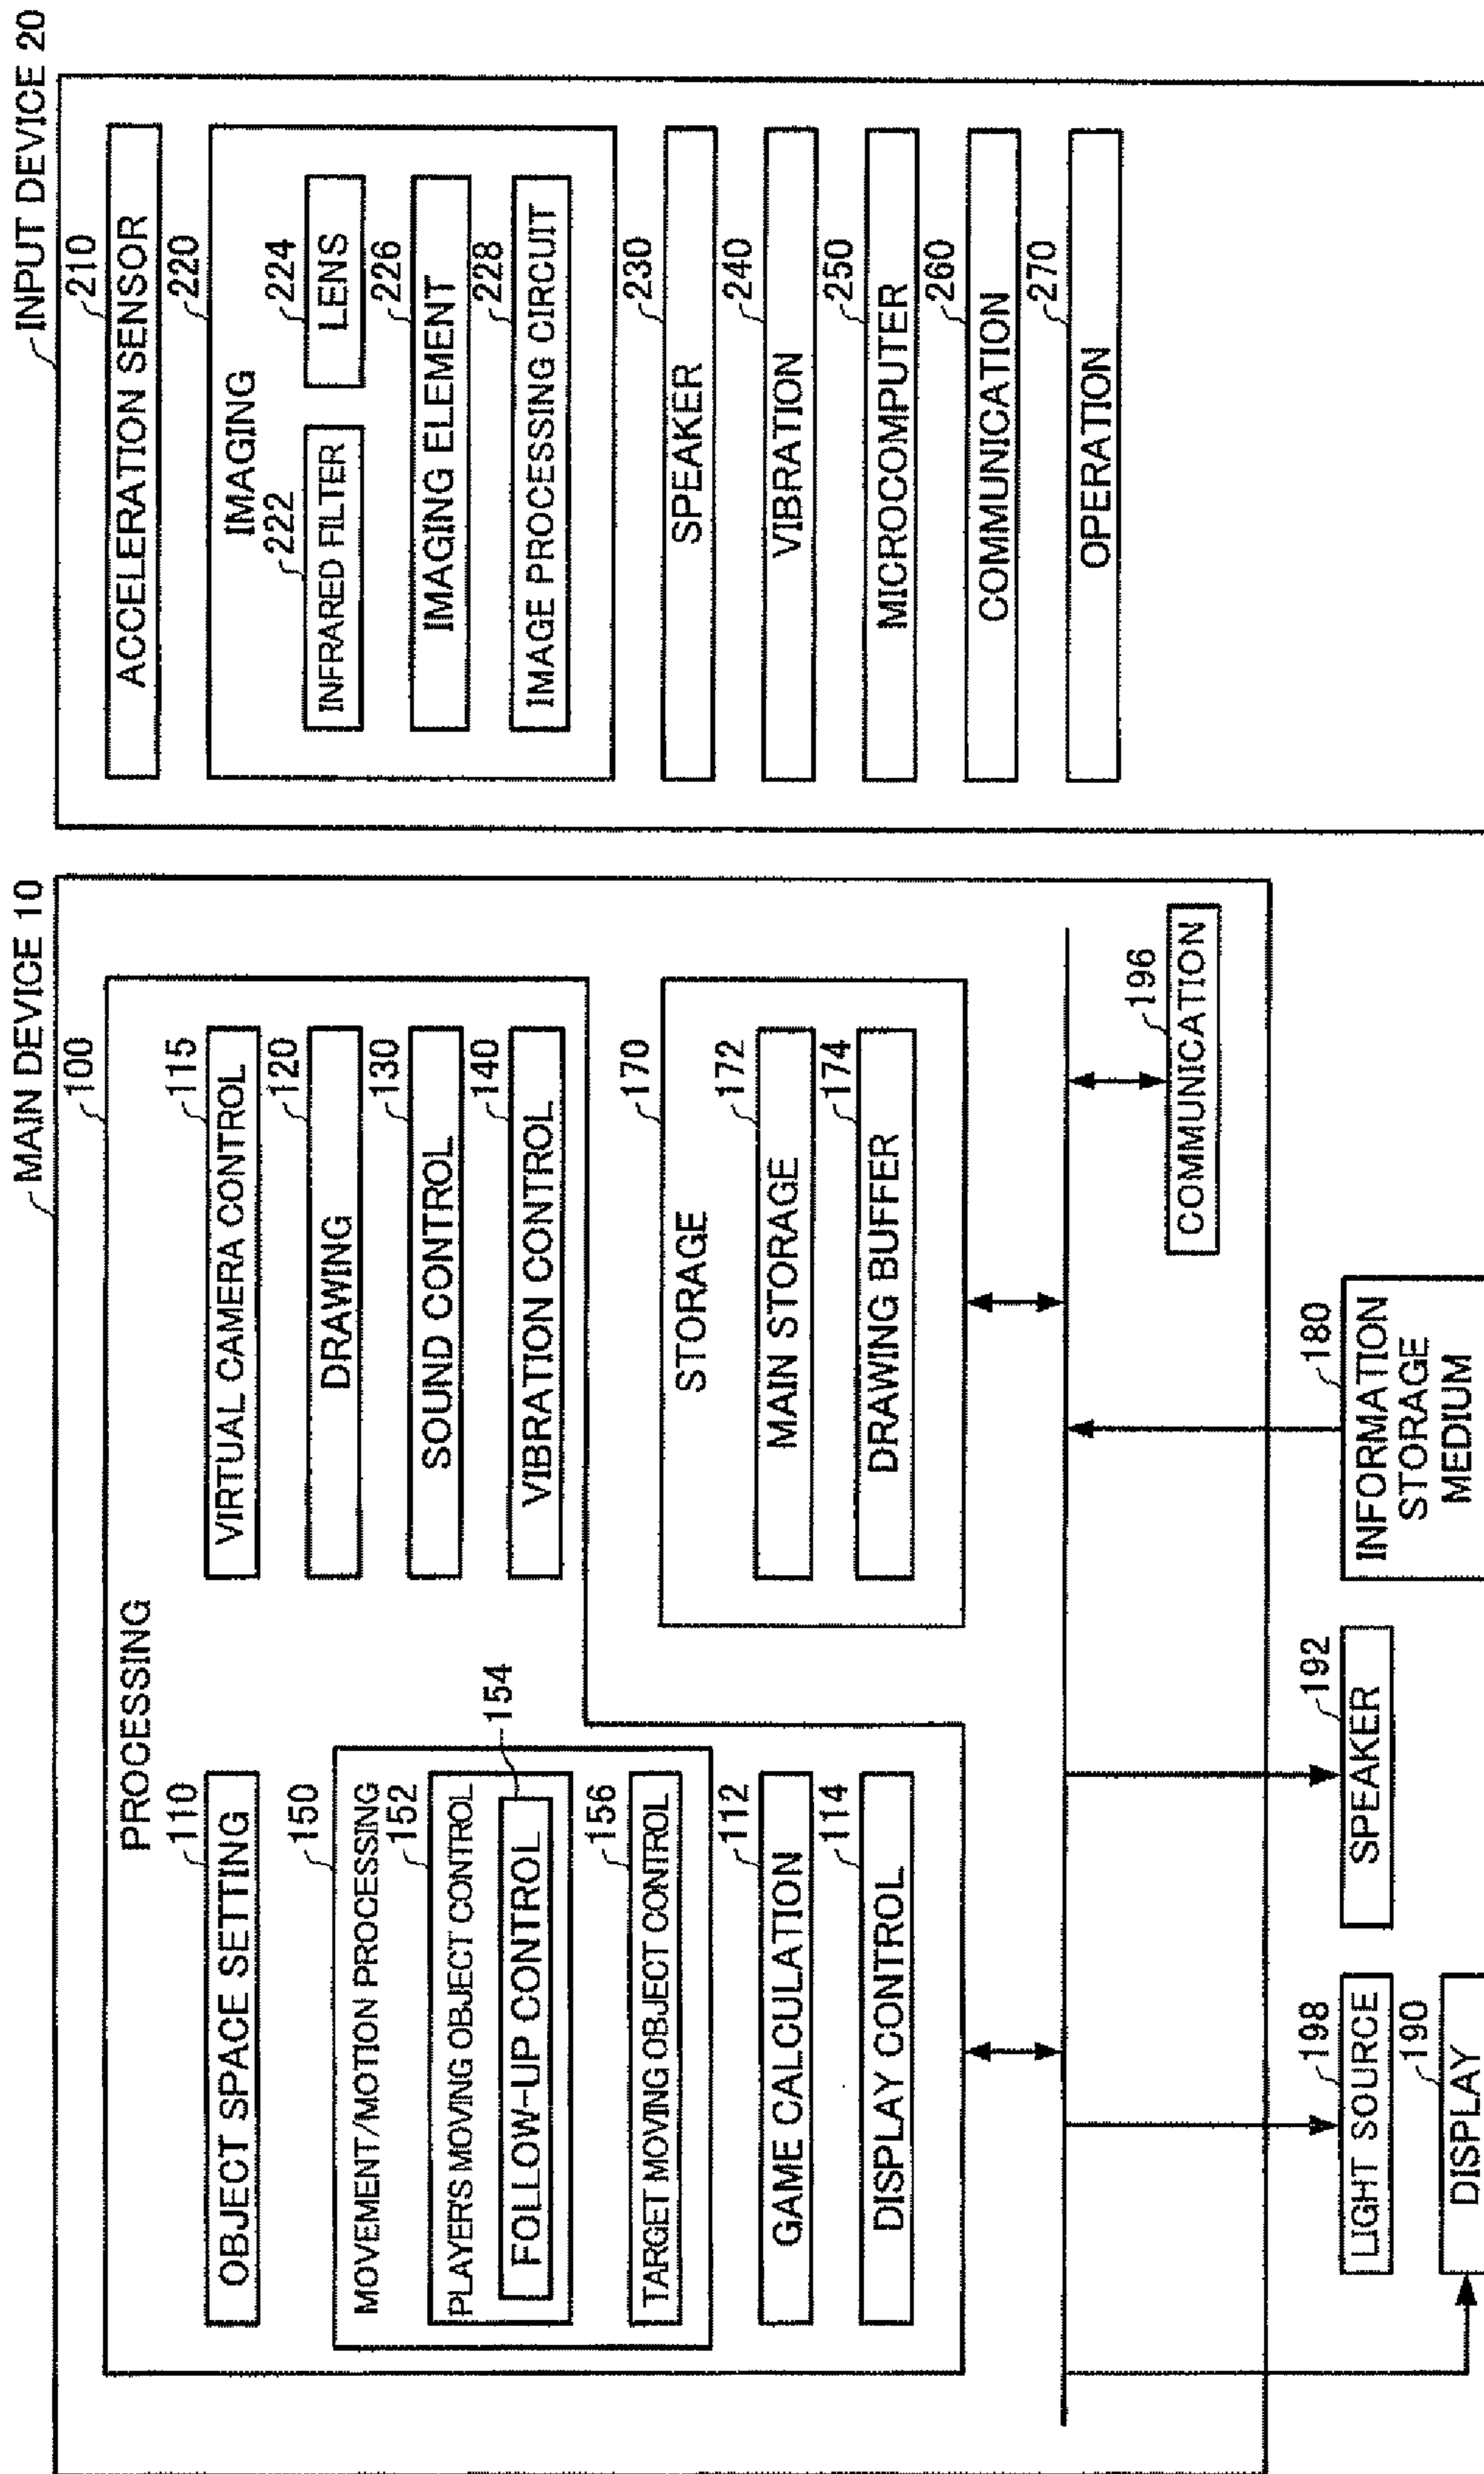 MAIN DEVICE 10
100
PROCESSING
110
OBJECT SPACE SETTING
150
MOVEMENT/MOTION PROCESSING
152
PLAYER'S MOVING OBJECT CONTROL
154
FOLLOW-UP CONTROL
156
TARGET MOVING OBJECT CONTROL
112
GAME CALCULATION
114
DISPLAY CONTROL
115
VIRTUAL CAMERA CONTROL
120
DRAWING
130
SOUND CONTROL
140
VIBRATION CONTROL
170
STORAGE
172
MAIN STORAGE
174
DRAWING BUFFER
196
COMMUNICATION
198
LIGHT SOURCE
190
DISPLAY
192
SPEAKER
180
INFORMATION
STORAGE
MEDIUM
INPUT DEVICE 20
210
ACCELERATION SENSOR
220
IMAGING
222
INFRARED FILTER
224
LENS
226
IMAGING ELEMENT
228
IMAGE PROCESSING CIRCUIT
230
SPEAKER
240
VIBRATION
250
MICROCOMPUTER
260
COMMUNICATION
270
OPERATION